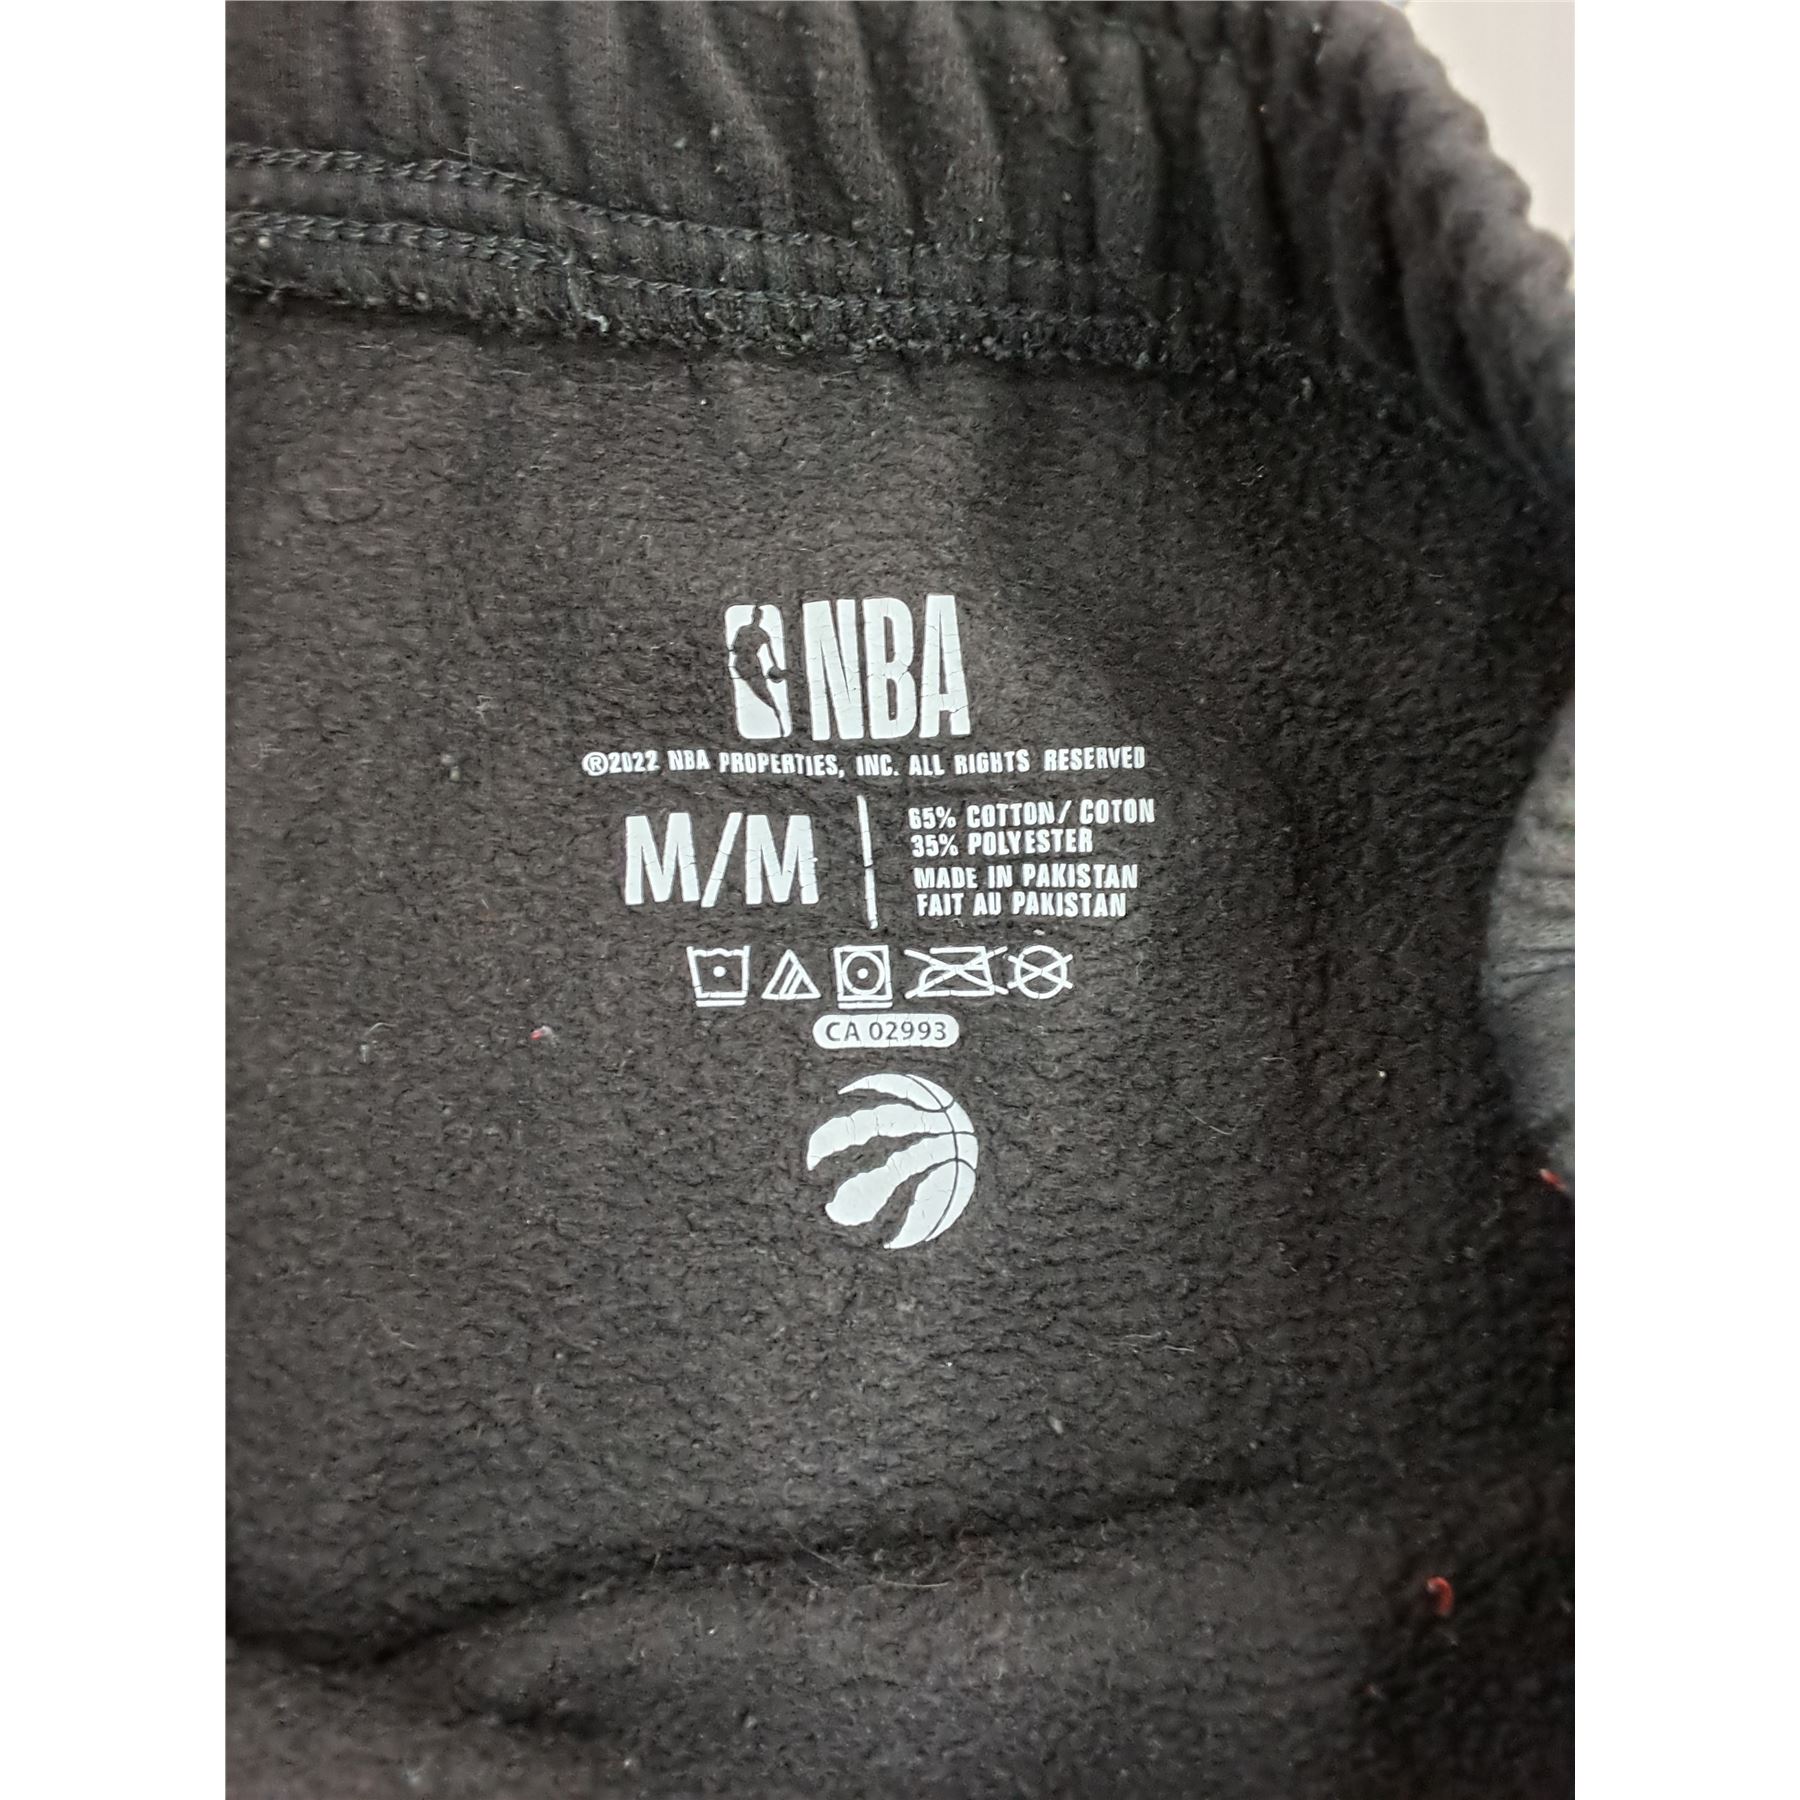 NBA
®2022 NBA PROPERTIES, INC. ALL RIGHTS RESERVED
M/M
65% COTTON/ COTON
35% POLYESTER
MADE IN PAKISTAN
FAIT AU PAKISTAN
CA 02993